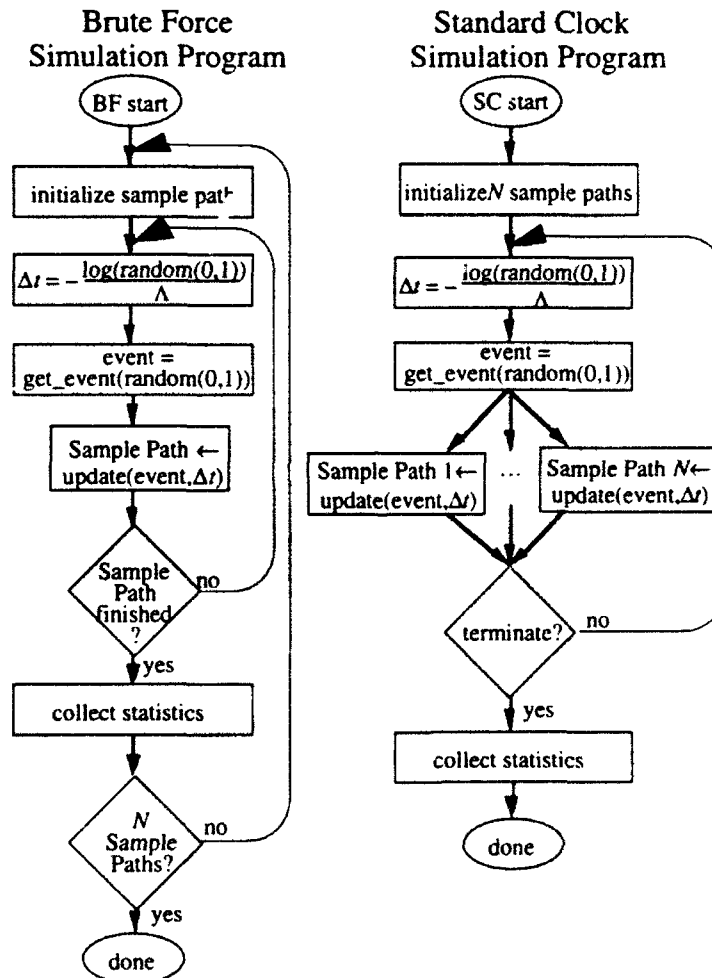 Brute Force
Simulation Program
BF start
initialize sample path
Δt = - log(random(0,1))
Λ
event =
get_event(random(0,1))
Sample Path ←
update(event,Δt)
Sample
Path
finished
?
no
yes
collect statistics
N
Sample
Paths?
no
yes
done
Standard Clock
Simulation Program
SC start
initializeN sample paths
Δt = - log(random(0,1))
Λ
event =
get_event(random(0,1))
Sample Path 1←
update(event,Δt)
...
Sample Path N←
update(event,Δt)
terminate?
no
yes
collect statistics
done